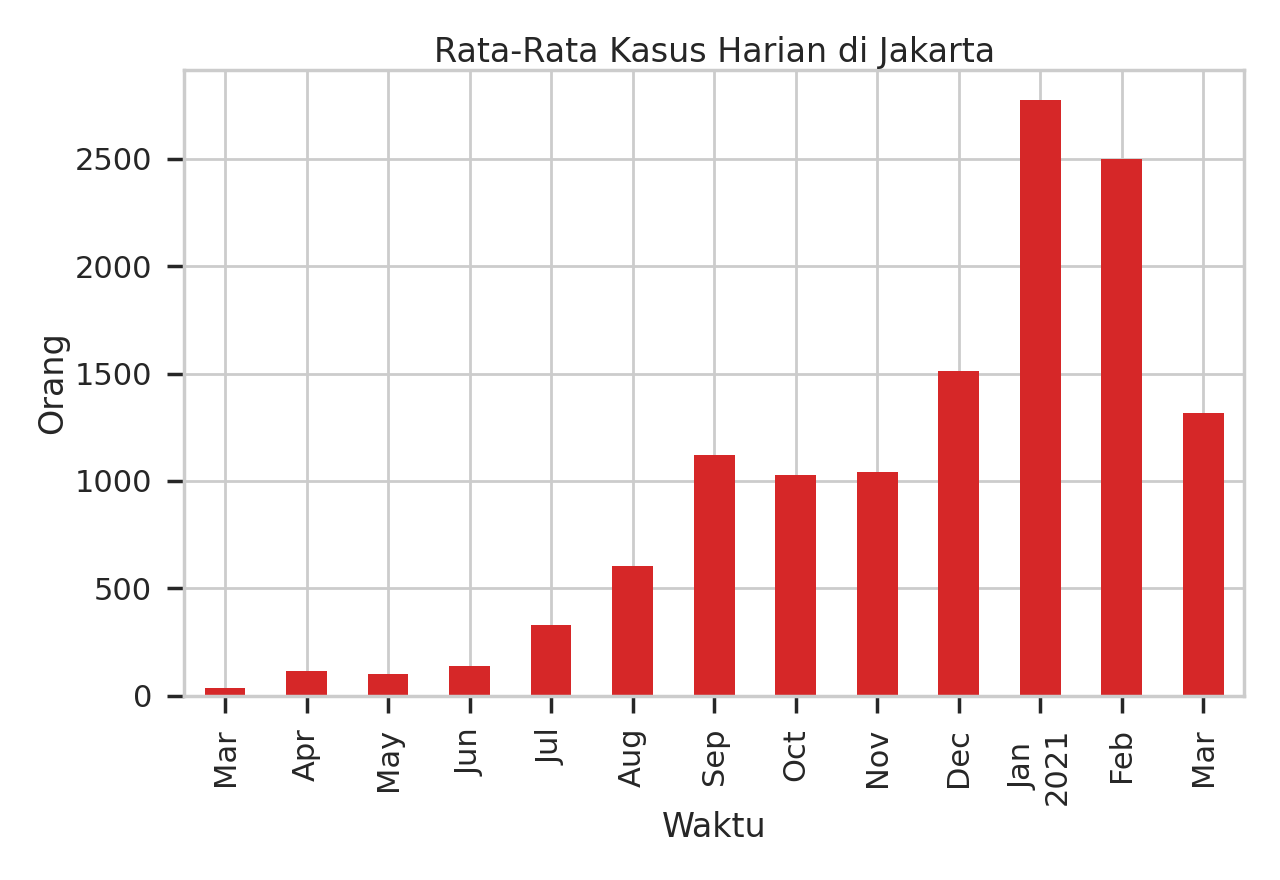 Rata-Rata Kasus Harian di Jakarta
2500
2000
1500
1000
500
0
Orang
Mar
Apr
May
Jun
Jul
Aug
Sep
Oct
Nov
Dec
Jan
2021
Feb
Mar
Waktu